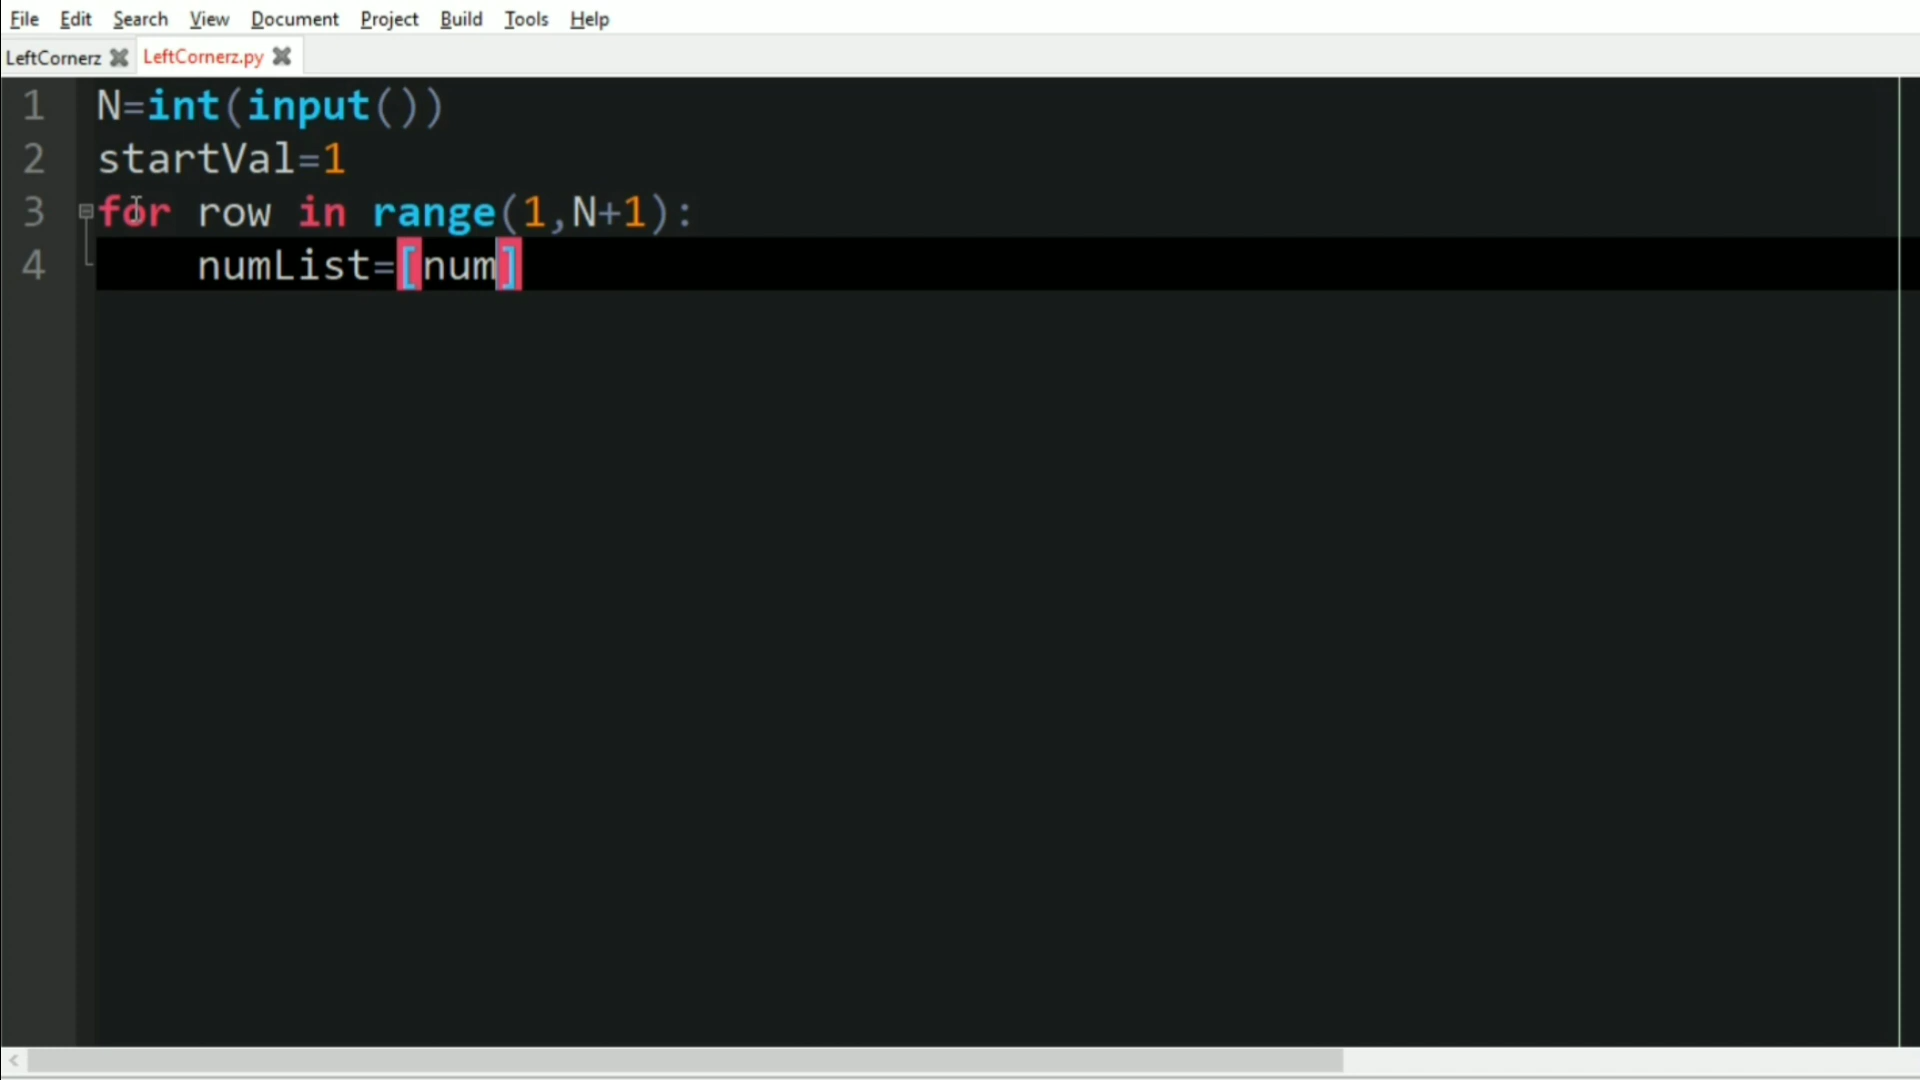 File Edit Search View Document Project Build Tools Help
LeftCornerz LeftCornerz.py
1 N=int(input())
2 startVal=1
3 for row in range(1,N+1):
4 numList=[num]